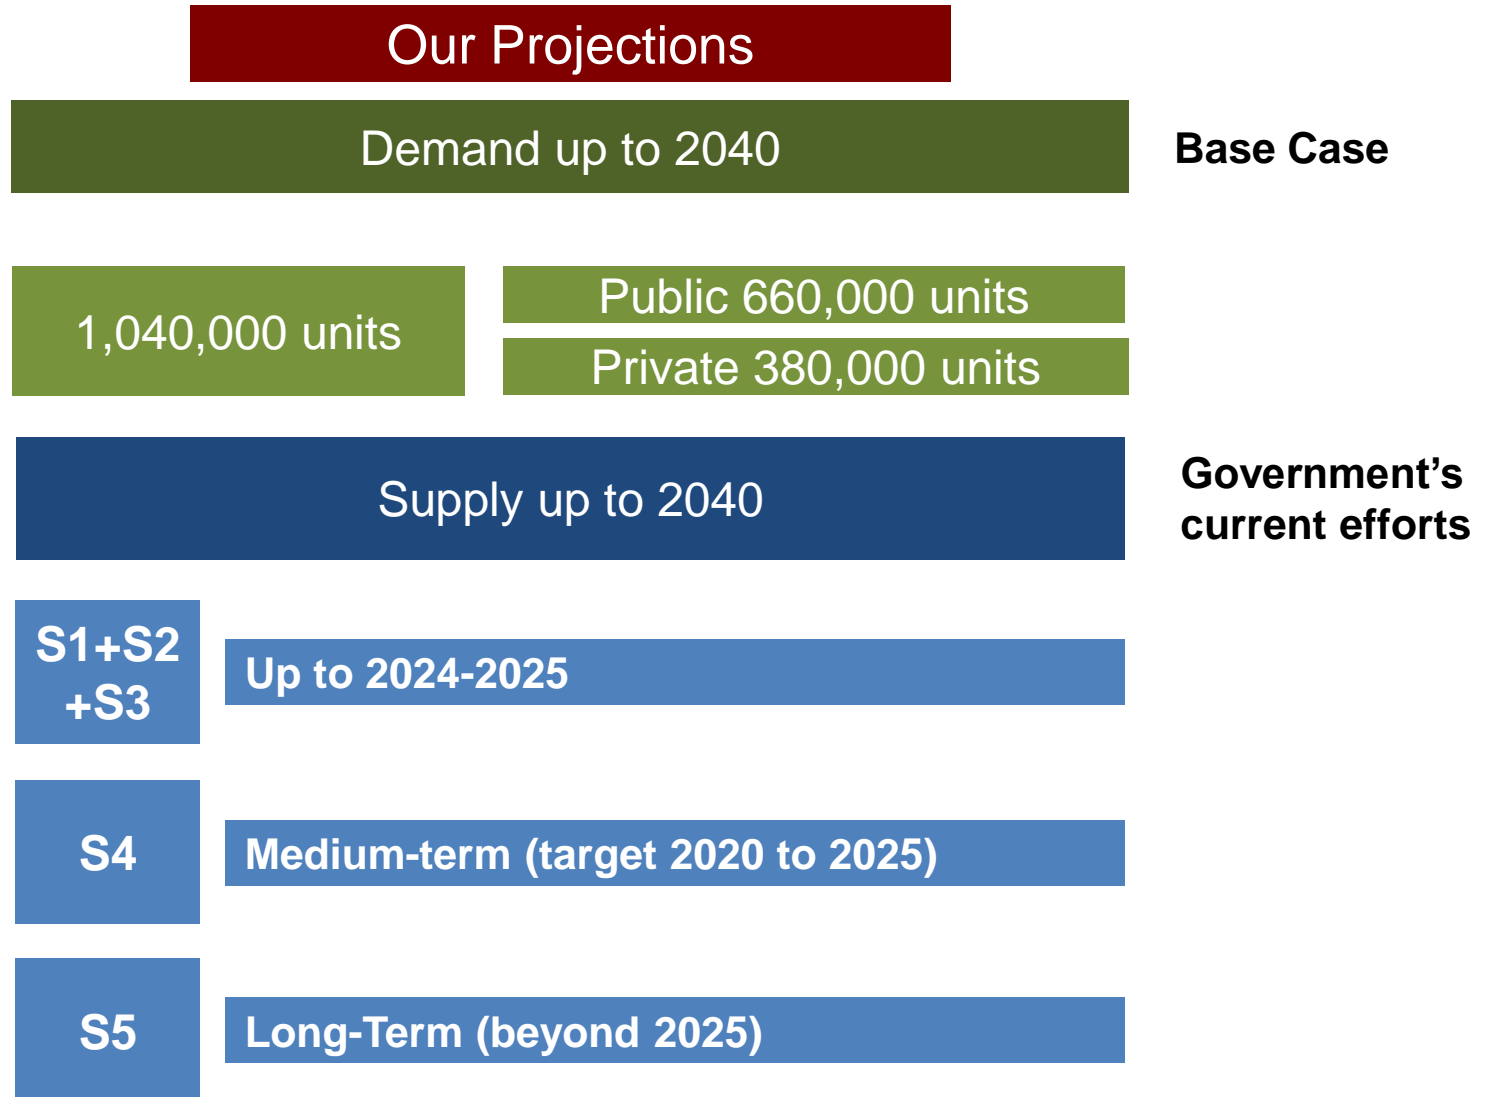 Our Projections
Demand up to 2040
Base Case
1,040,000 units
Public 660,000 units
Private 380,000 units
Supply up to 2040
Government’s
current efforts
S1+S2
+S3
Up to 2024-2025
S4
Medium-term (target 2020 to 2025)
S5
Long-Term (beyond 2025)